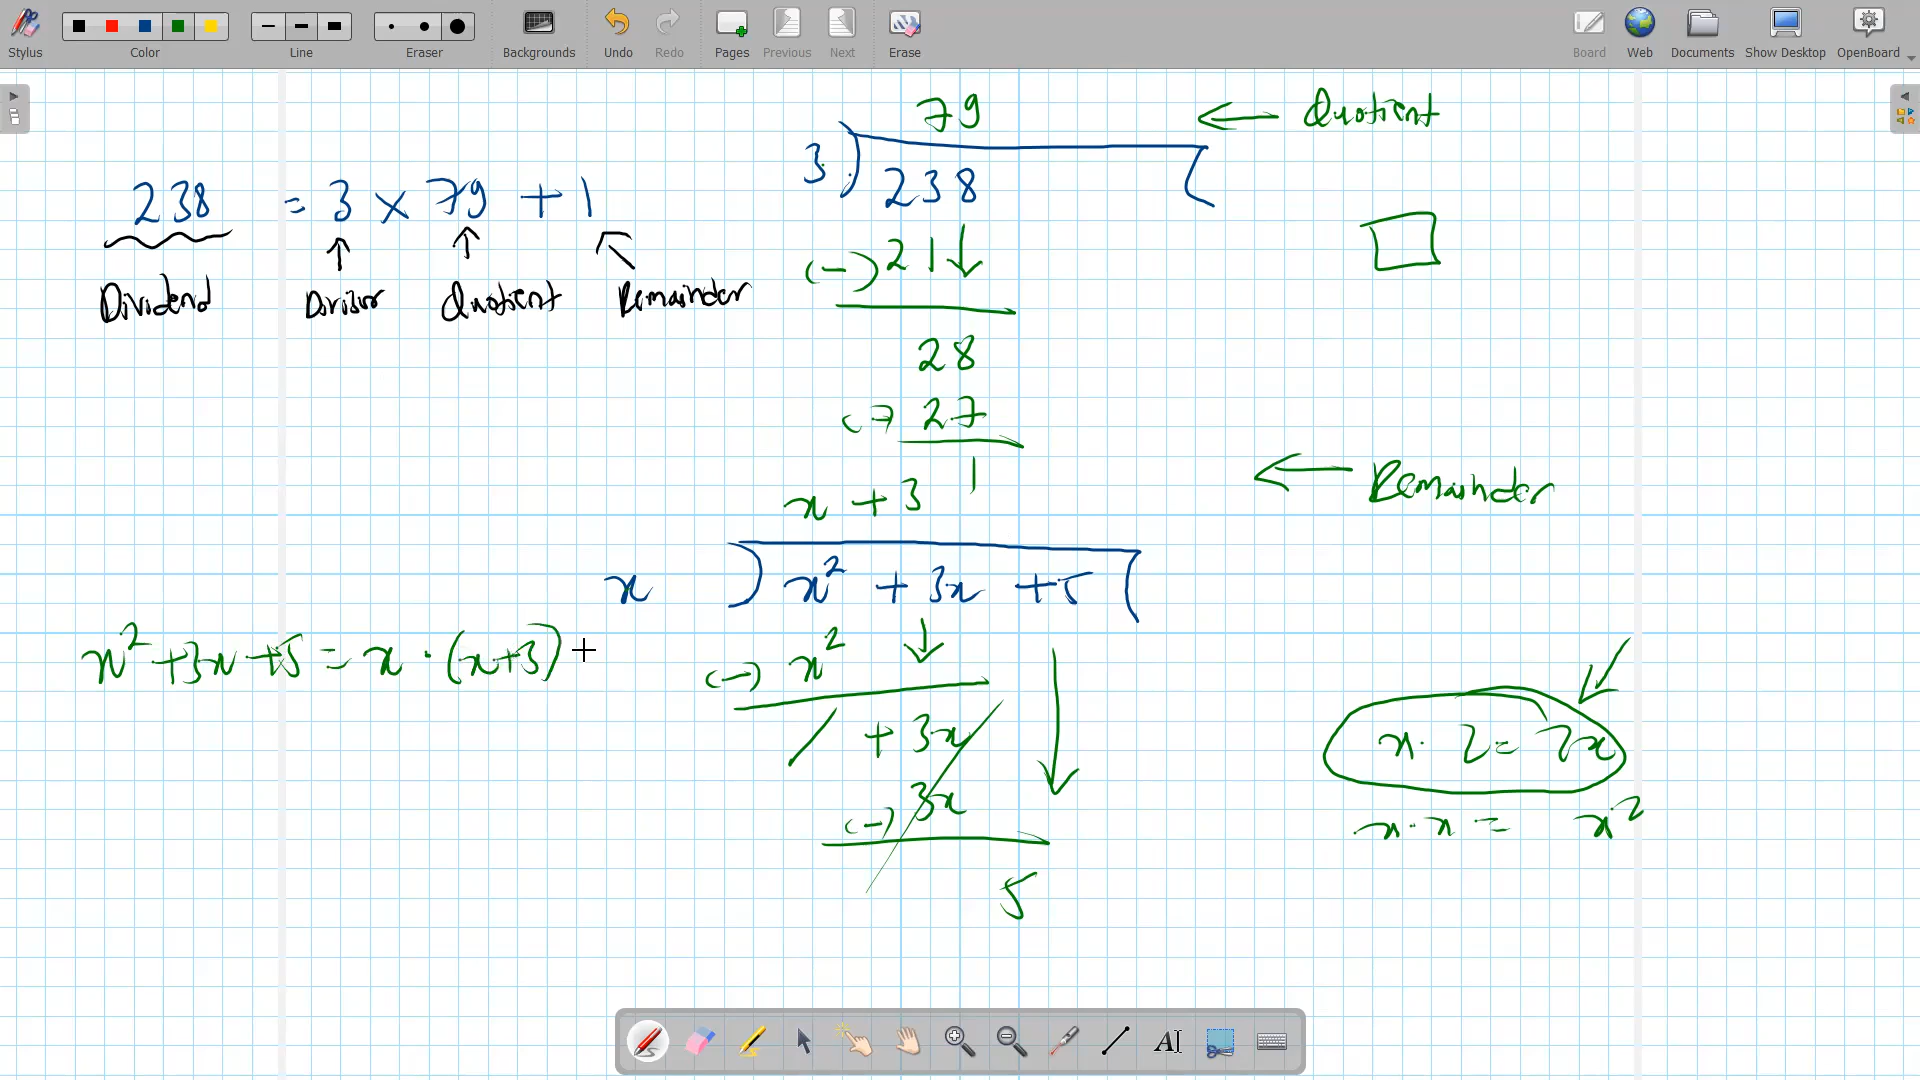 Stylus Color Line Eraser Backgrounds Undo Redo Pages Previous Next Erase Board Web Documents Show Desktop OpenBoard
79 ← Quotient
3 ) 238 (
238 = 3 × 79 + 1
Dividend Divisor Quotient Remainder
(-) 21↓
28
(-) 27
1 ← Remainder
x + 3
x ) x² + 3x + 5 (
x² + 3x + 5 = x · (x+3) +
(-) x²
+ 3x
(-) 3x
5
x · 2 = 2x
x · x = x²